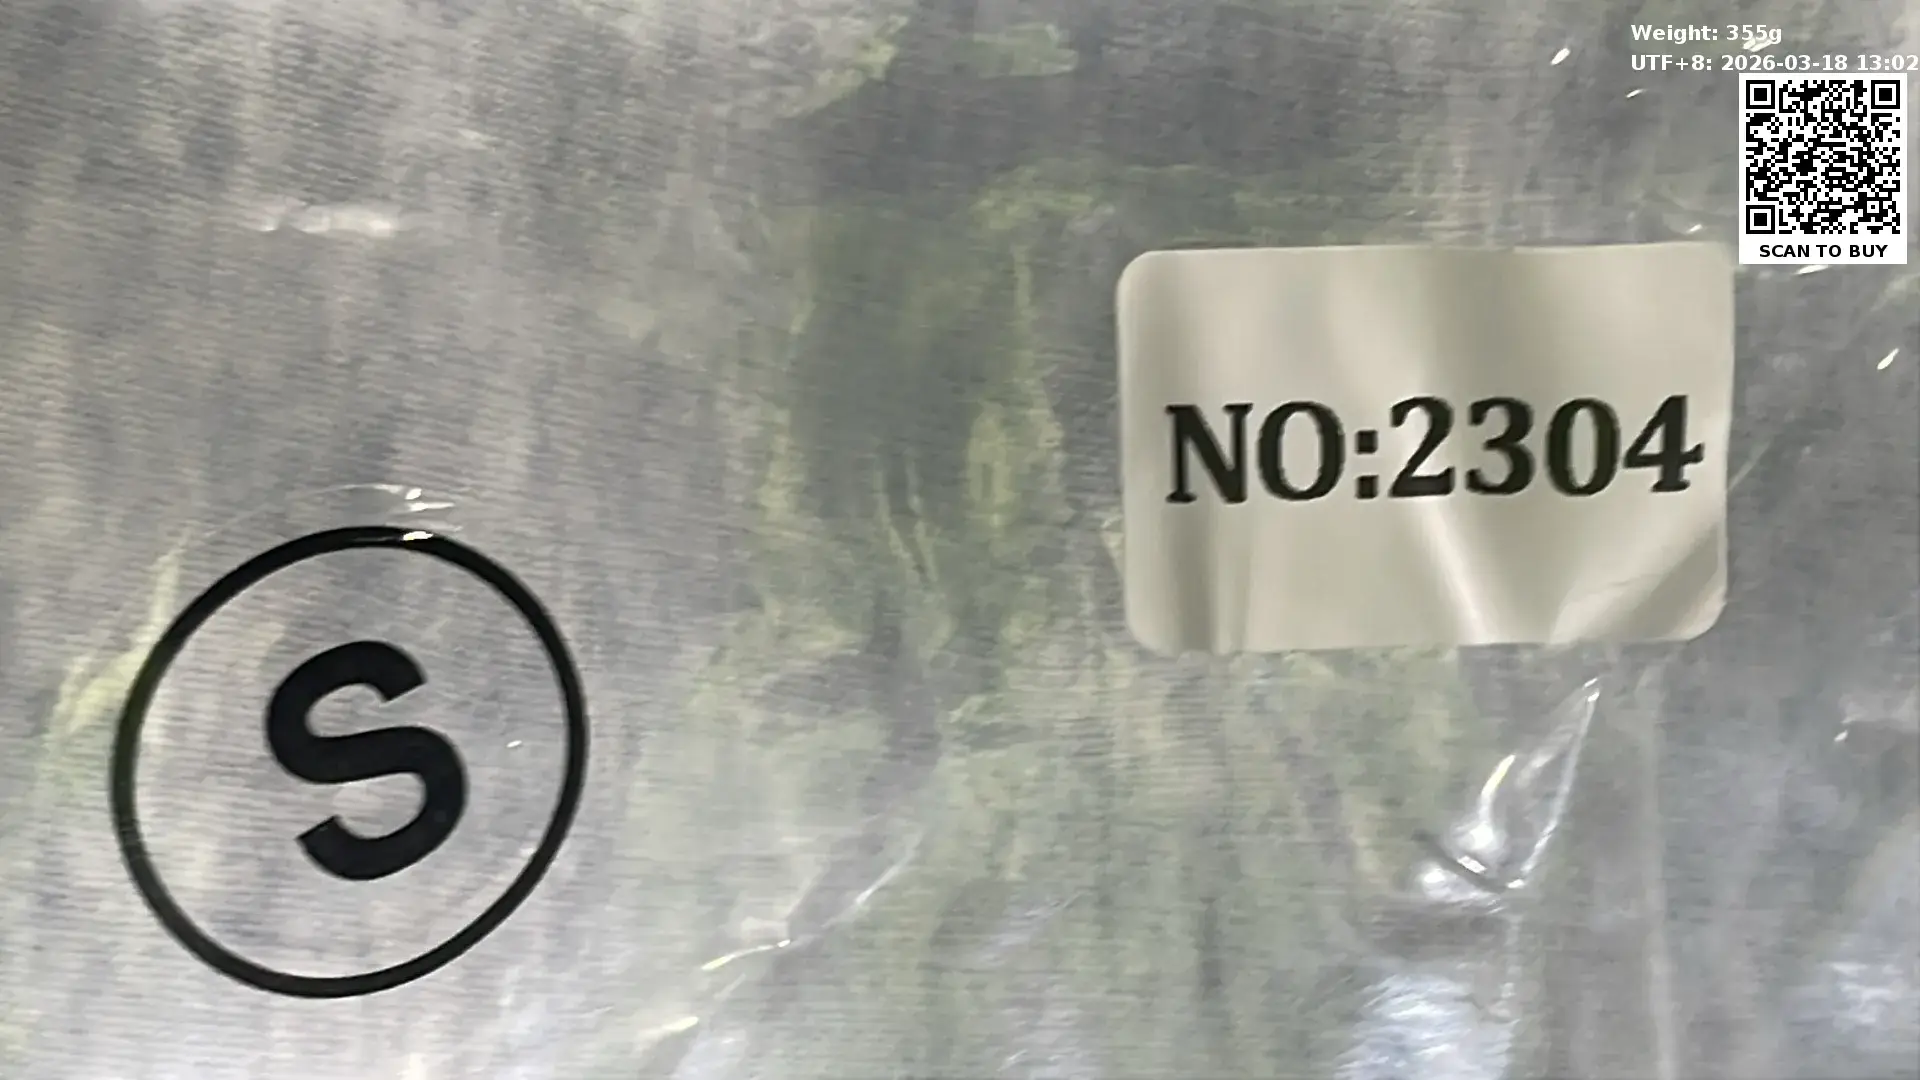 Weight: 355g
UTF+8: 2026-03-18 13:02
SCAN TO BUY
NO:2304
S